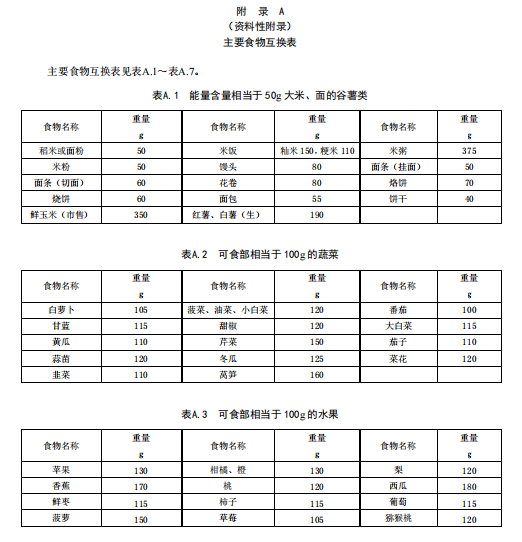 附 录 A
（资料性附录）
主要食物互换表
主要食物互换表见表A.1～表A.7。
表A.1 能量含量相当于50g大米、面的谷薯类
食物名称 重量 g 食物名称 重量 g 食物名称 重量 g
稻米或面粉 50 米饭 籼米150，粳米110 米粥 375
米粉 50 馒头 80 面条（挂面） 50
面条（切面） 60 花卷 80 烙饼 70
烧饼 60 面包 55 饼干 40
鲜玉米（市售） 350 红薯、白薯（生） 190
表A.2 可食部相当于100g的蔬菜
食物名称 重量 g 食物名称 重量 g 食物名称 重量 g
白萝卜 105 菠菜、油菜、小白菜 120 番茄 100
甘蓝 115 甜椒 120 大白菜 115
黄瓜 110 芹菜 150 茄子 110
蒜苗 120 冬瓜 125 菜花 120
韭菜 110 莴笋 160
表A.3 可食部相当于100g的水果
食物名称 重量 g 食物名称 重量 g 食物名称 重量 g
苹果 130 柑橘、橙 130 梨 120
香蕉 170 桃 120 西瓜 180
鲜枣 115 柿子 115 葡萄 115
菠萝 150 草莓 105 猕猴桃 120